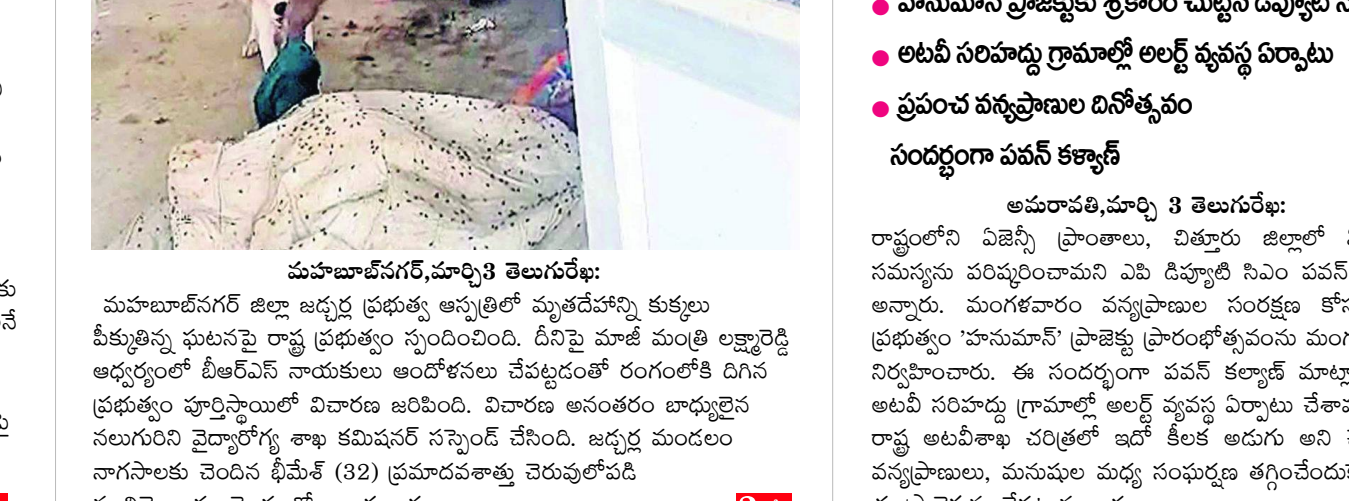 మహబూబ్‌నగర్,మార్చి3 తెలుగురేఖ:
మహబూబ్‌నగర్ జిల్లా జడ్చర్ల ప్రభుత్వ ఆస్పత్రిలో మృతదేహాన్ని కుక్కలు
పీక్కుతిన్న ఘటనపై రాష్ట్ర ప్రభుత్వం స్పందించింది. దీనిపై మాజీ మంత్రి లక్ష్మారెడ్డి
ఆధ్వర్యంలో బీఆర్ఎస్ నాయకులు ఆందోళనలు చేపట్టడంతో రంగంలోకి దిగిన
ప్రభుత్వం పూర్తిస్థాయిలో విచారణ జరిపింది. విచారణ అనంతరం బాధ్యులైన
నలుగురిని వైద్యారోగ్య శాఖ కమిషనర్ సస్పెండ్ చేసింది. జడ్చర్ల మండలం
నాగసాలకు చెందిన భీమేశ్ (32) ప్రమాదవశాత్తు చెరువులోపడి
హనుమాన్ ప్రాజెక్టుకు శ్రీకారం చుట్టిన డిప్యూటీ
● అటవీ సరిహద్దు గ్రామాల్లో అలర్ట్ వ్యవస్థ ఏర్పాటు
● ప్రపంచ వన్యప్రాణుల దినోత్సవం
సందర్భంగా పవన్ కళ్యాణ్
అమరావతి,మార్చి 3 తెలుగురేఖ:
రాష్ట్రంలోని ఏజెన్సీ ప్రాంతాలు, చిత్తూరు జిల్లాలో
సమస్యను పరిష్కరించామని ఎపి డిప్యూటి సిఎం పవన్
అన్నారు. మంగళవారం వన్యప్రాణుల సంరక్షణ
ప్రభుత్వం 'హనుమాన్' ప్రాజెక్టు ప్రారంభోత్సవంను
నిర్వహించారు. ఈ సందర్భంగా పవన్ కల్యాణ్
అటవీ సరిహద్దు గ్రామాల్లో అలర్ట్ వ్యవస్థ ఏర్పాటు
రాష్ట్ర అటవీశాఖ చరిత్రలో ఇదో కీలక అడుగు అని
వన్యప్రాణులు, మనుషుల మధ్య సంఘర్షణ